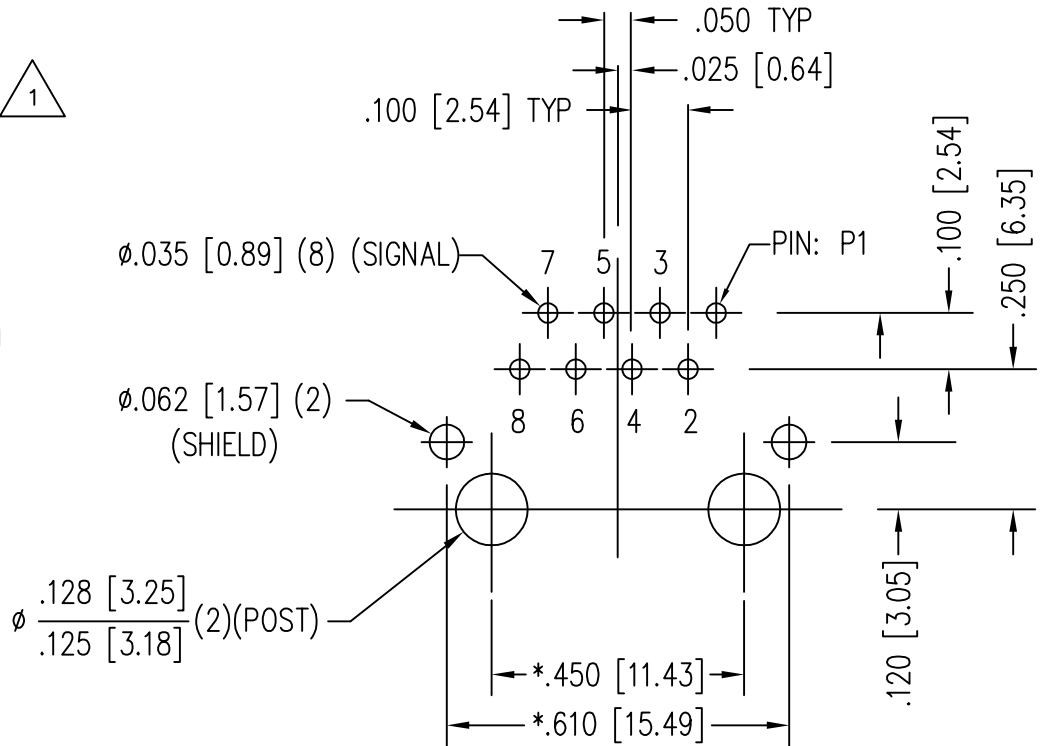 .050 TYP
1
.025 [0.64]
.100 [2.54] TYP
.100 [2.54]
.250 [6.35]
ø.035 [0.89] (8) (SIGNAL)
7 5 3
PIN: P1
ø.062 [1.57] (2)
(SHIELD)
8 6 4 2
ø .128 [3.25]
.125 [3.18] (2)(POST)
.120 [3.05]
*.450 [11.43]
*.610 [15.49]